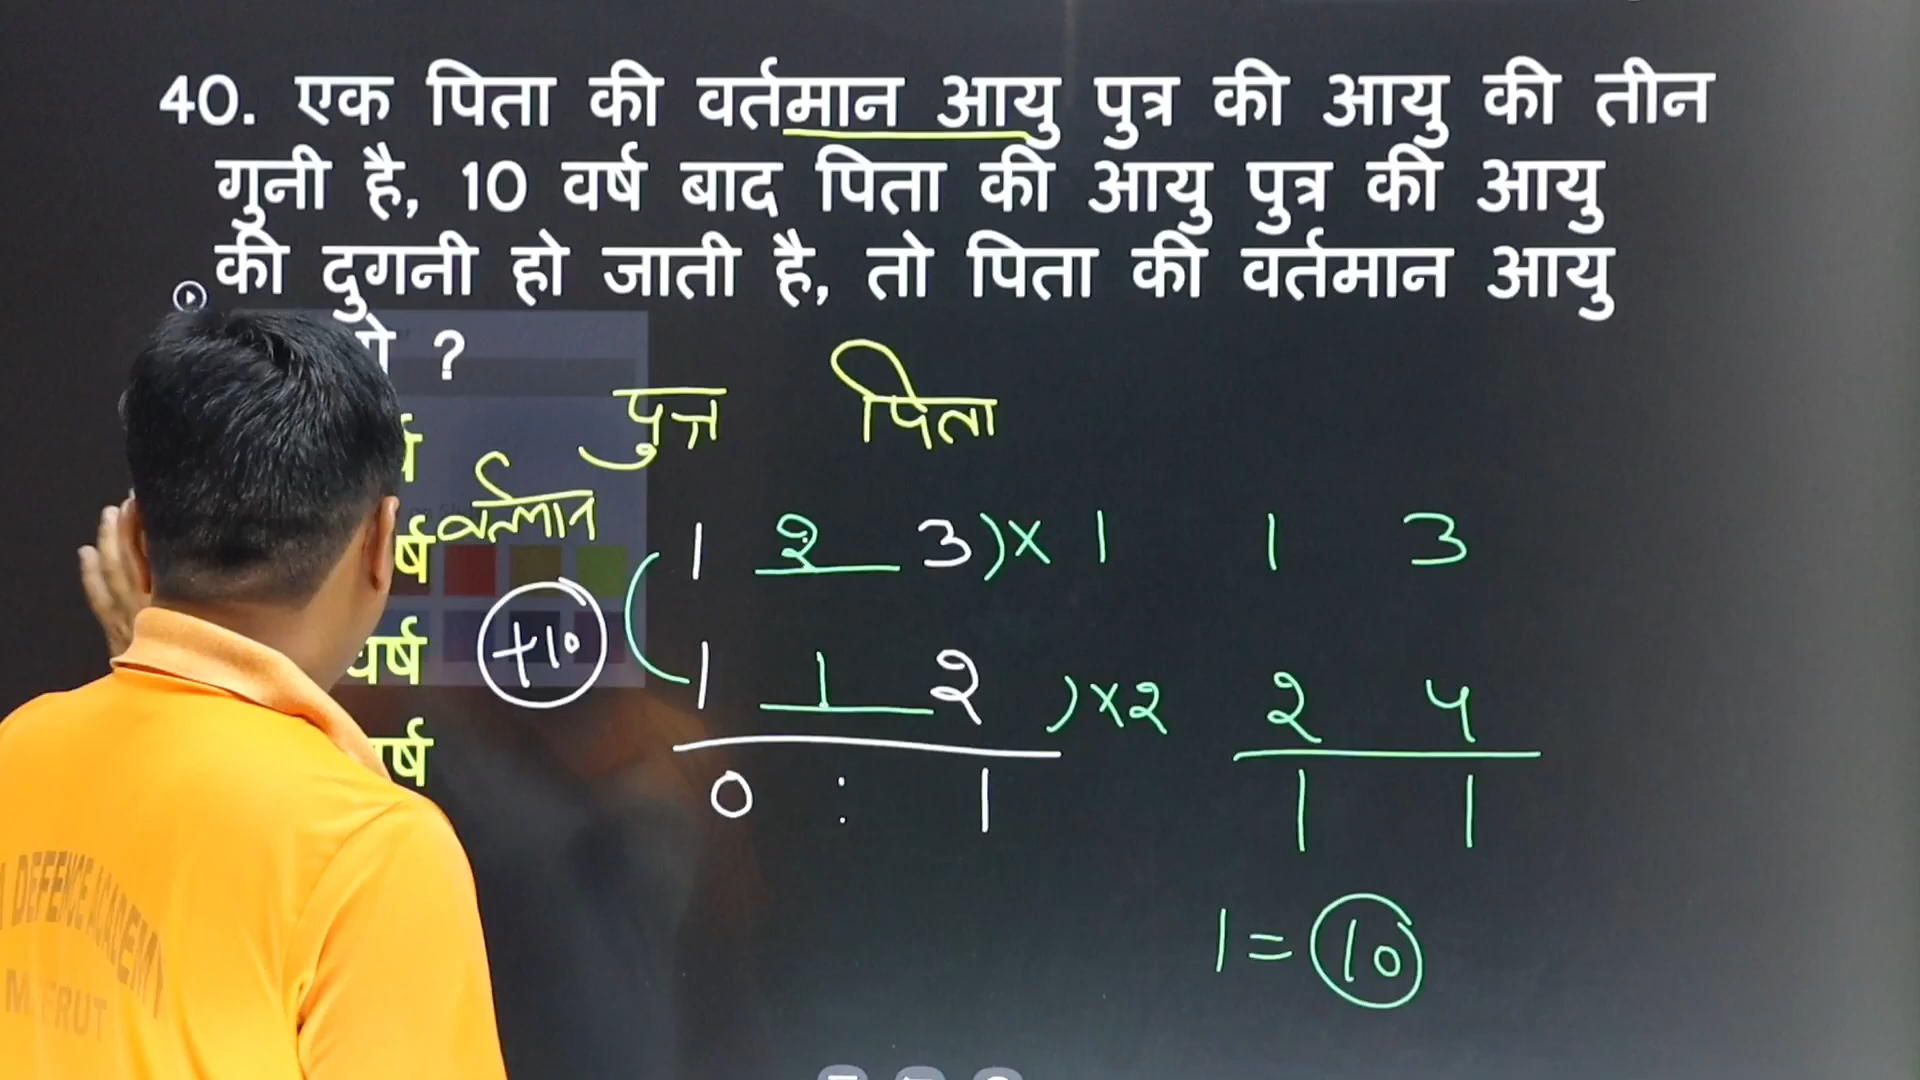 40. एक पिता की वर्तमान आयु पुत्र की आयु की तीन
गुनी है, 10 वर्ष बाद पिता की आयु पुत्र की आयु
की दुगनी हो जाती है, तो पिता की वर्तमान आयु
?
पुत्र पिता
वर्तमान
1 2 3 ) × 1 1 3
र्ष
+10
1 1 2 ) × 2 2 4
वर्ष
र्ष
0 : 1 1 1
1 = 10
DEFENCE ACADEMY